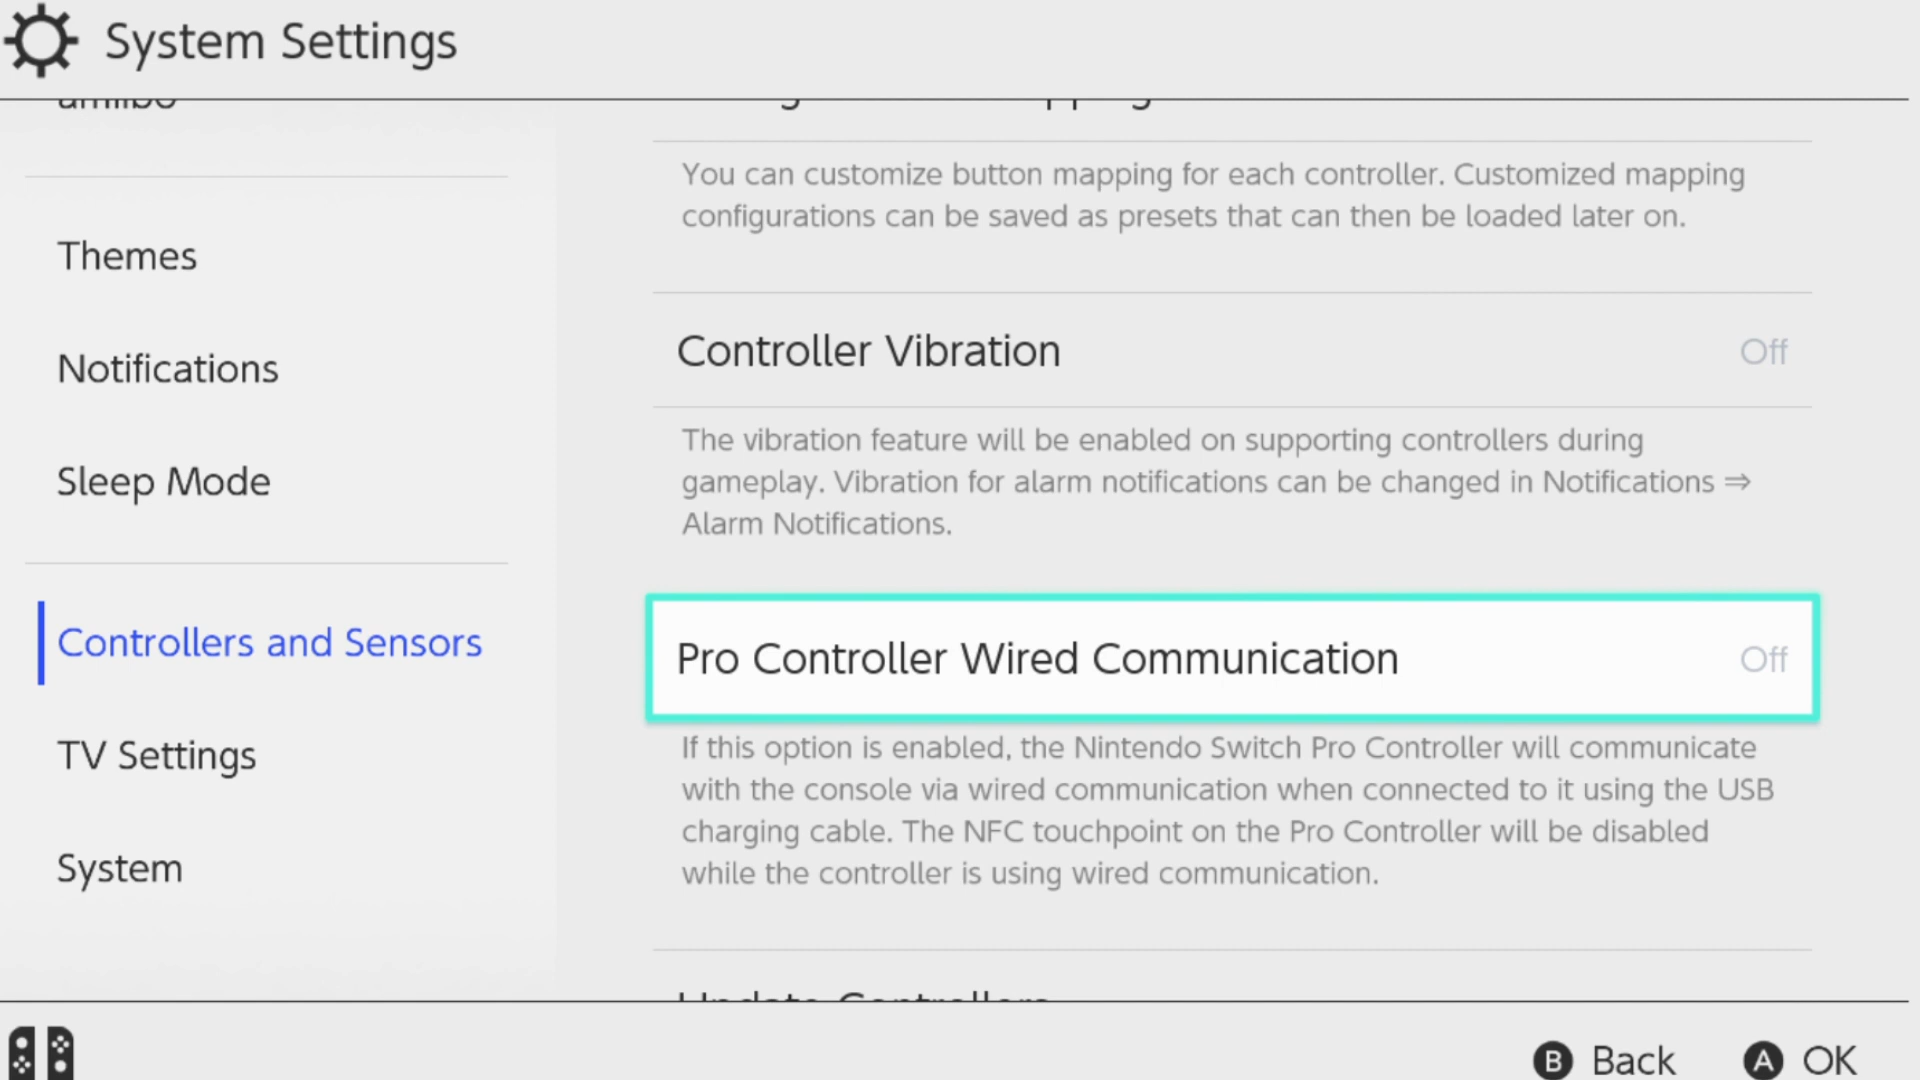 System Settings
amiibo
Themes
Notifications
Sleep Mode
Controllers and Sensors
TV Settings
System
You can customize button mapping for each controller. Customized mapping
configurations can be saved as presets that can then be loaded later on.
Controller Vibration Off
The vibration feature will be enabled on supporting controllers during
gameplay. Vibration for alarm notifications can be changed in Notifications ⇒
Alarm Notifications.
Pro Controller Wired Communication Off
If this option is enabled, the Nintendo Switch Pro Controller will communicate
with the console via wired communication when connected to it using the USB
charging cable. The NFC touchpoint on the Pro Controller will be disabled
while the controller is using wired communication.
Update Controllers
B Back A OK